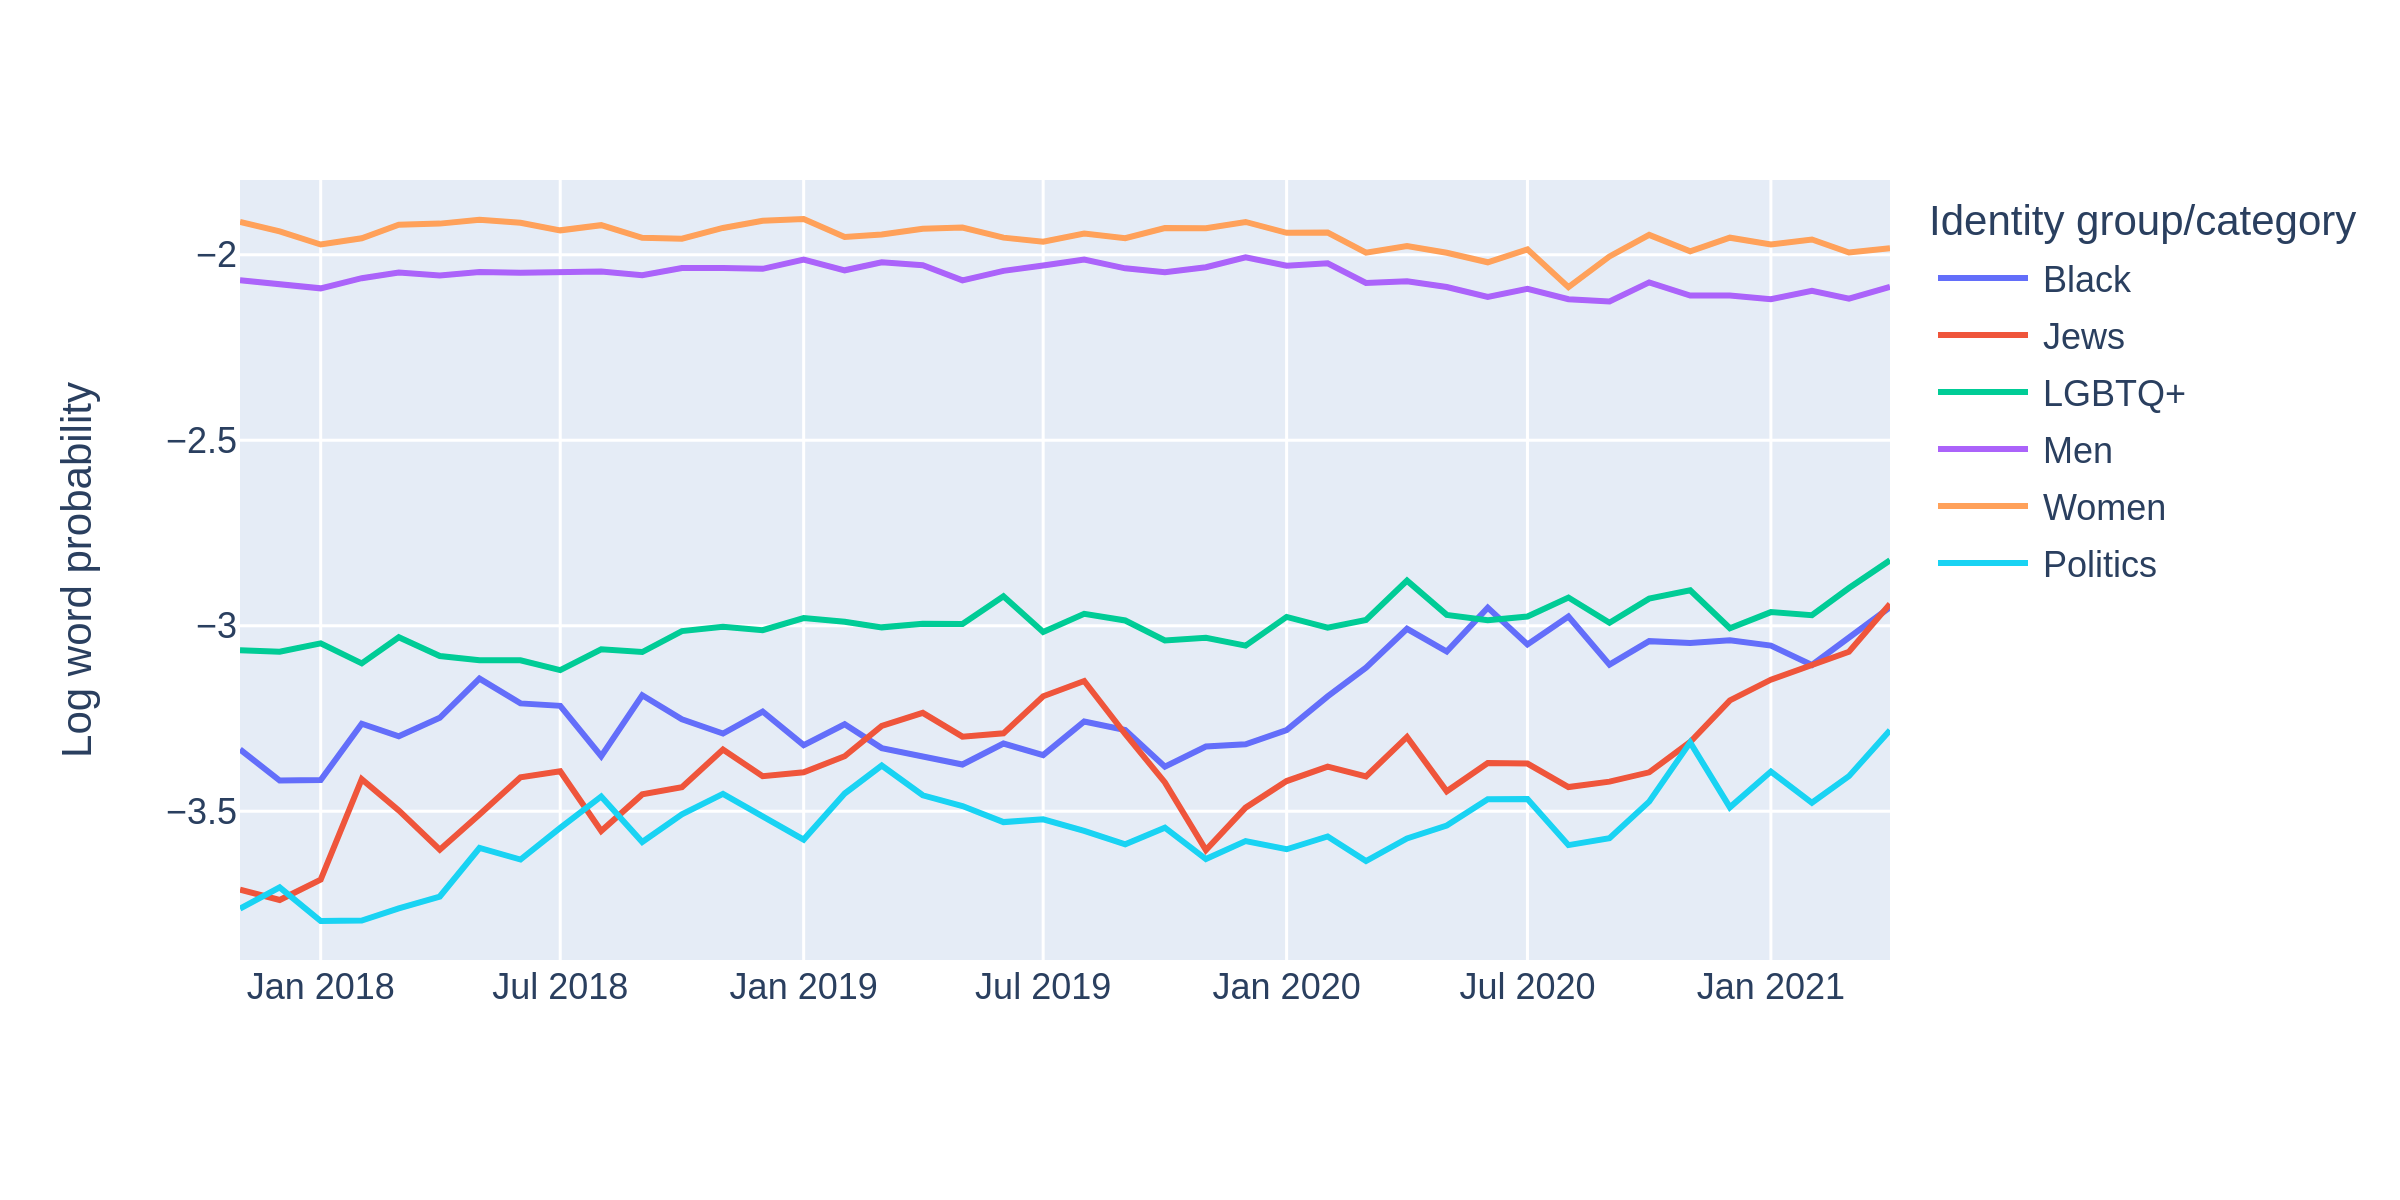 Identity group/category
Black
Jews
LGBTQ+
Men
Women
Politics
Log word probability
−2
−2.5
−3
−3.5
Jan 2018
Jul 2018
Jan 2019
Jul 2019
Jan 2020
Jul 2020
Jan 2021